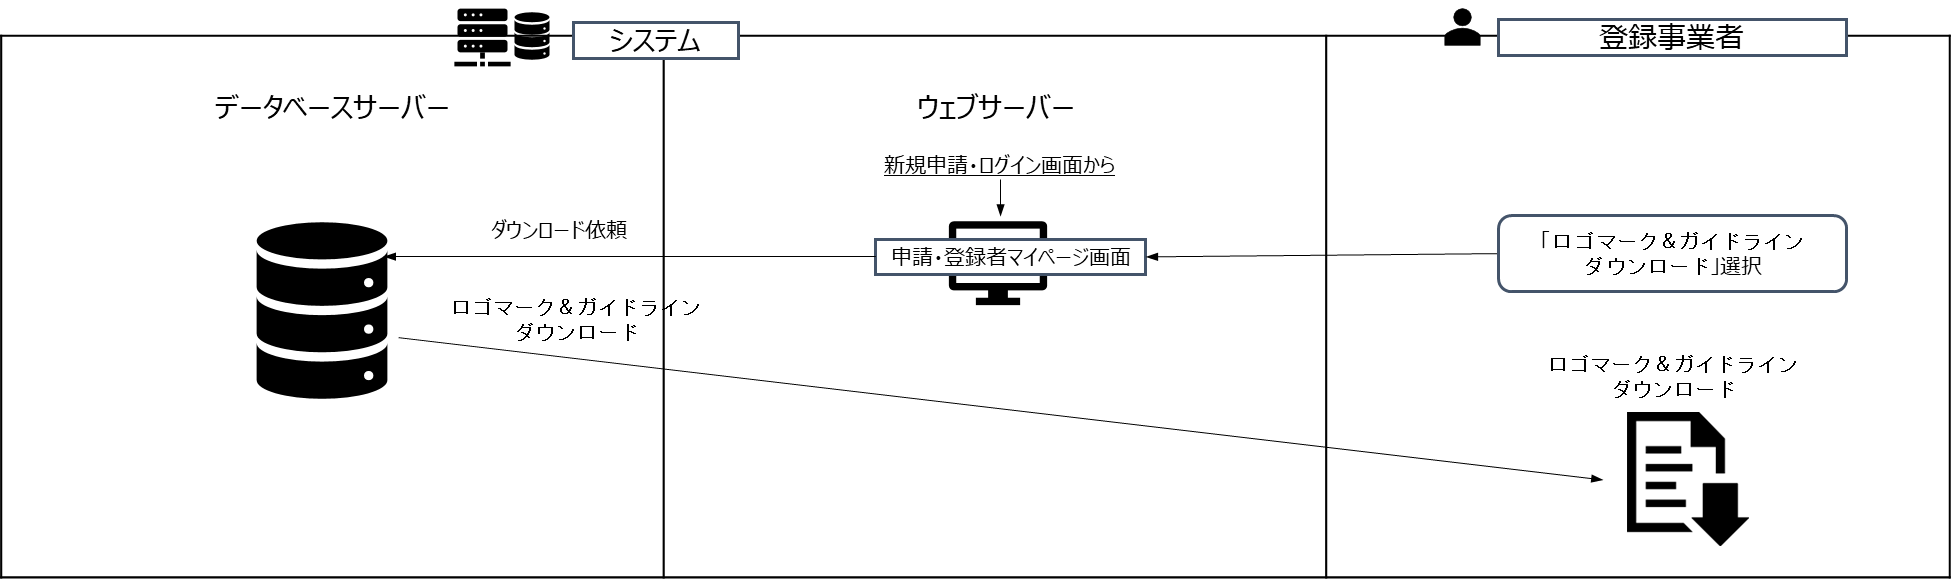 システム
登録事業者
データベースサーバー
ウェブサーバー
新規申請・ログイン画面から
ダウンロード依頼
申請・登録者マイページ画面
「ロゴマーク＆ガイドライン
ダウンロード」選択
ロゴマーク＆ガイドライン
ダウンロード
ロゴマーク＆ガイドライン
ダウンロード